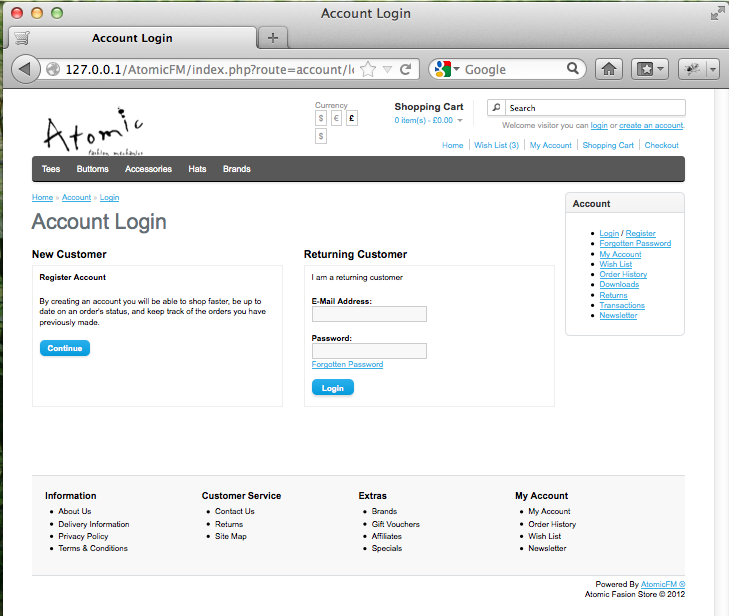 Account Login
Account Login
127.0.0.1/AtomicFM/index.php?route=account/l
Google
Atomic
fashion mechanics
Currency
$ € £
$
Shopping Cart
0 item(s) - £0.00
Search
Welcome visitor you can login or create an account.
Home Wish List (3) My Account Shopping Cart Checkout
Tees Buttoms Accessories Hats Brands
Home » Account » Login
Account Login
New Customer
Register Account
By creating an account you will be able to shop faster, be up to
date on an order's status, and keep track of the orders you have
previously made.
Continue
Returning Customer
I am a returning customer
E-Mail Address:
Password:
Forgotten Password
Login
Account
Login / Register
Forgotten Password
My Account
Wish List
Order History
Downloads
Returns
Transactions
Newsletter
Information
About Us
Delivery Information
Privacy Policy
Terms & Conditions
Customer Service
Contact Us
Returns
Site Map
Extras
Brands
Gift Vouchers
Affiliates
Specials
My Account
My Account
Order History
Wish List
Newsletter
Powered By AtomicFM ®
Atomic Fasion Store © 2012